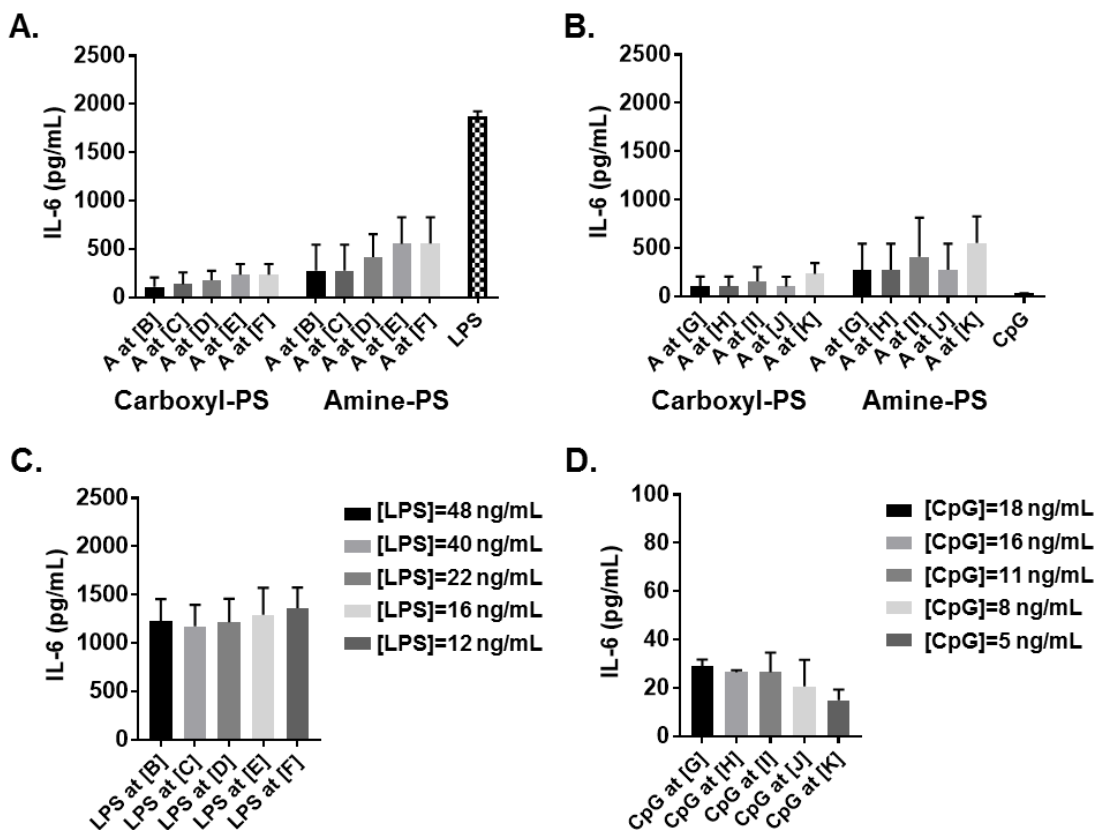 A.
2500
2000
1500
1000
500
0
IL-6 (pg/mL)
A at [B]
A at [C]
A at [D]
A at [E]
A at [F]
A at [B]
A at [C]
A at [D]
A at [E]
A at [F]
LPS
Carboxyl-PS
Amine-PS
B.
2500
2000
1500
1000
500
0
IL-6 (pg/mL)
A at [G]
A at [H]
A at [I]
A at [J]
A at [K]
A at [G]
A at [H]
A at [I]
A at [J]
A at [K]
CpG
Carboxyl-PS
Amine-PS
C.
2500
2000
1500
1000
500
0
IL-6 (pg/mL)
LPS at [B]
LPS at [C]
LPS at [D]
LPS at [E]
LPS at [F]
[LPS]=48 ng/mL
[LPS]=40 ng/mL
[LPS]=22 ng/mL
[LPS]=16 ng/mL
[LPS]=12 ng/mL
D.
100
80
60
40
20
0
IL-6 (pg/mL)
CpG at [G]
CpG at [H]
CpG at [I]
CpG at [J]
CpG at [K]
[CpG]=18 ng/mL
[CpG]=16 ng/mL
[CpG]=11 ng/mL
[CpG]=8 ng/mL
[CpG]=5 ng/mL